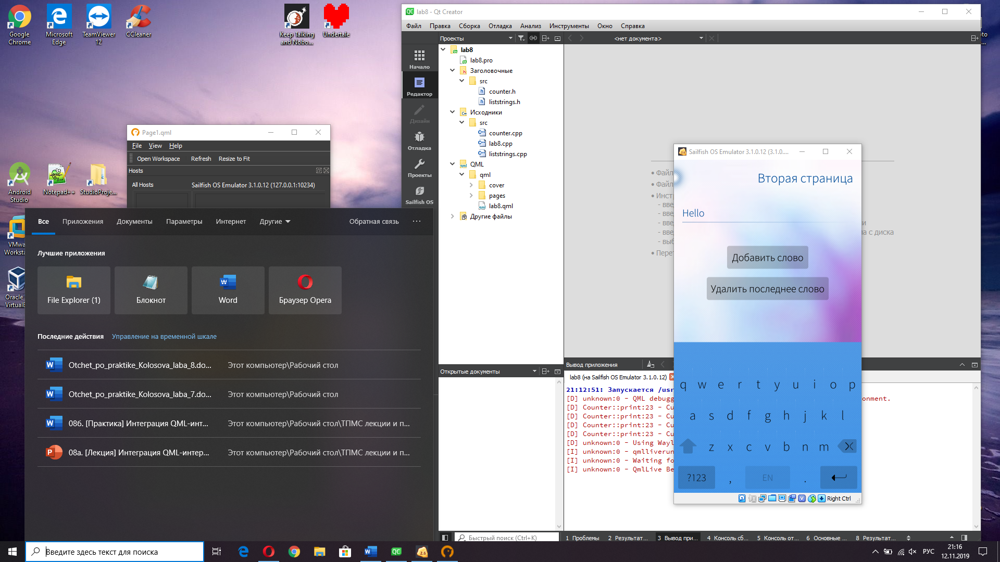 Google
Chrome
Microsoft
Edge
TeamViewer
12
CCleaner
Keep Talking
and Nobo...
Undertale
Android
Studio
Notepad++
StudioProje...
VMwa
Worksta
Oracle
VirtualB
Page1.qml
File View Help
Open Workspace Refresh Resize to Fit
Hosts
All Hosts
Sailfish OS Emulator 3.1.0.12 (127.0.0.1:10234)
Все Приложения Документы Параметры Интернет Другие Обратная связь ...
Лучшие приложения
File Explorer (1)
Блокнот
Word
Браузер Opera
Последние действия Управление на временной шкале
Otchet_po_praktike_Kolosova_laba_8.do... Этот компьютер\Рабочий стол
Otchet_po_praktike_Kolosova_laba_7.do... Этот компьютер\Рабочий стол
08б. [Практика] Интеграция QML-инт... Этот компьютер\Рабочий стол\ТПМС лекции и п...
08а. [Лекция] Интеграция QML-интер... Этот компьютер\Рабочий стол\ТПМС лекции и п...
lab8 - Qt Creator
Файл Правка Сборка Отладка Анализ Инструменты Окно Справка
Проекты
<нет документа>
Начало
Редактор
Дизайн
Отладка
Проекты
Sailfish OS
lab8
lab8.pro
Заголовочные
src
counter.h
liststrings.h
Исходники
src
counter.cpp
lab8.cpp
liststrings.cpp
QML
qml
cover
pages
lab8.qml
Другие файлы
• Файл
• Файл
• Инст
- вве
- вве
- вве и
- вве а с диска
- выб
• Перет
Открытые документы
Вывод приложения
lab8 (на Sailfish OS Emulator 3.1.0.12)
21:12:51: Запускается /usr
[D] unknown:0 - QML debugg onment.
[D] Counter::print:23 - Cu
[D] Counter::print:23 - Cu
[D] Counter::print:23 - Cu
[D] Counter::print:23 - Cu
[D] unknown:0 - Using Wayl
[I] unknown:0 - qmlliverun
[I] unknown:0 - Waiting fo
[I] unknown:0 - QmlLive Be
Sailfish OS Emulator 3.1.0.12 (3.1.0....
Вторая страница
Hello
Добавить слово
Удалить последнее слово
q w e r t y u i o p
a s d f g h j k l
z x c v b n m
?123 , EN .
Right Ctrl
Быстрый поиск (Ctrl+K)
1 Проблемы 2 Результат... 3 Вывод при... 4 Консоль сб... 5 Консоль от... 6 Основные ... 8 Результат...
то
...
Введите здесь текст для поиска
РУС
21:16
12.11.2019